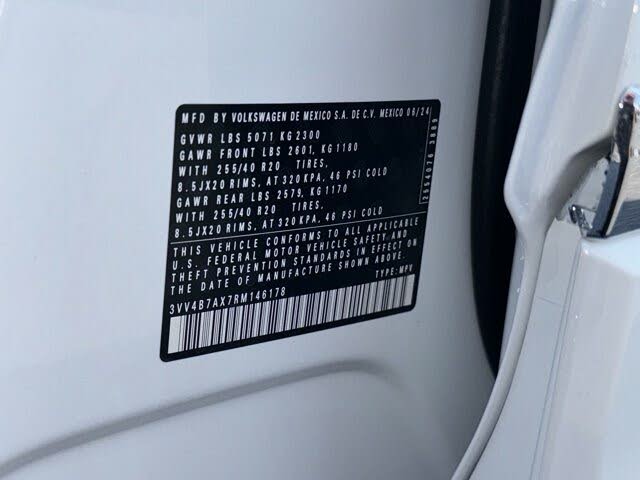 MFD BY VOLKSWAGEN DE MEXICO S.A. DE C.V. MEXICO 06/24
GVWR LBS 5071 KG 2300
GAWR FRONT LBS 2601, KG 1180
WITH 255/40 R20 TIRES,
8.5JX20 RIMS, AT 320 KPA, 46 PSI COLD
GAWR REAR LBS 2579, KG 1170
WITH 255/40 R20 TIRES,
8.5JX20 RIMS, AT 320 KPA, 46 PSI COLD
THIS VEHICLE CONFORMS TO ALL APPLICABLE
U.S. FEDERAL MOTOR VEHICLE SAFETY AND
THEFT PREVENTION STANDARDS IN EFFECT ON
THE DATE OF MANUFACTURE SHOWN ABOVE.
TYPE: MPV
3VV4B7AX7RM146178
2554076 3889